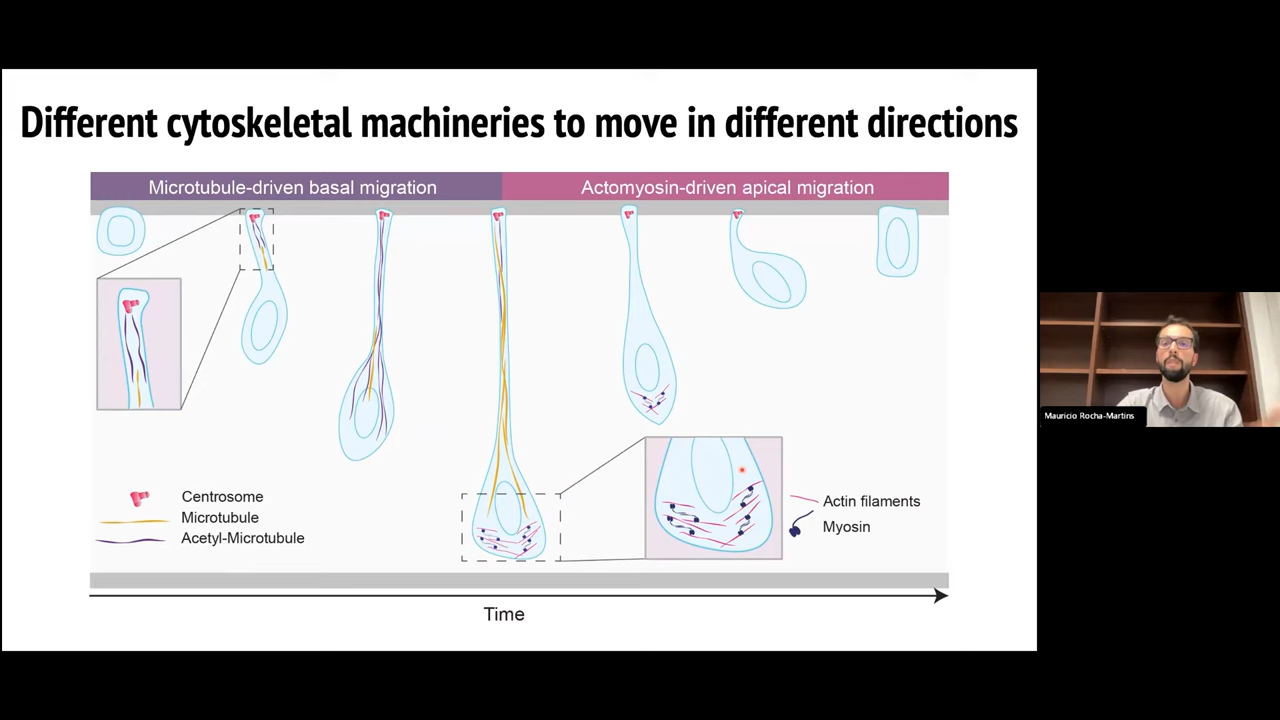 Different cytoskeletal machineries to move in different directions
Microtubule-driven basal migration
Actomyosin-driven apical migration
Centrosome
Microtubule
Acetyl-Microtubule
Actin filaments
Myosin
Time
Mauricio Rocha-Martins